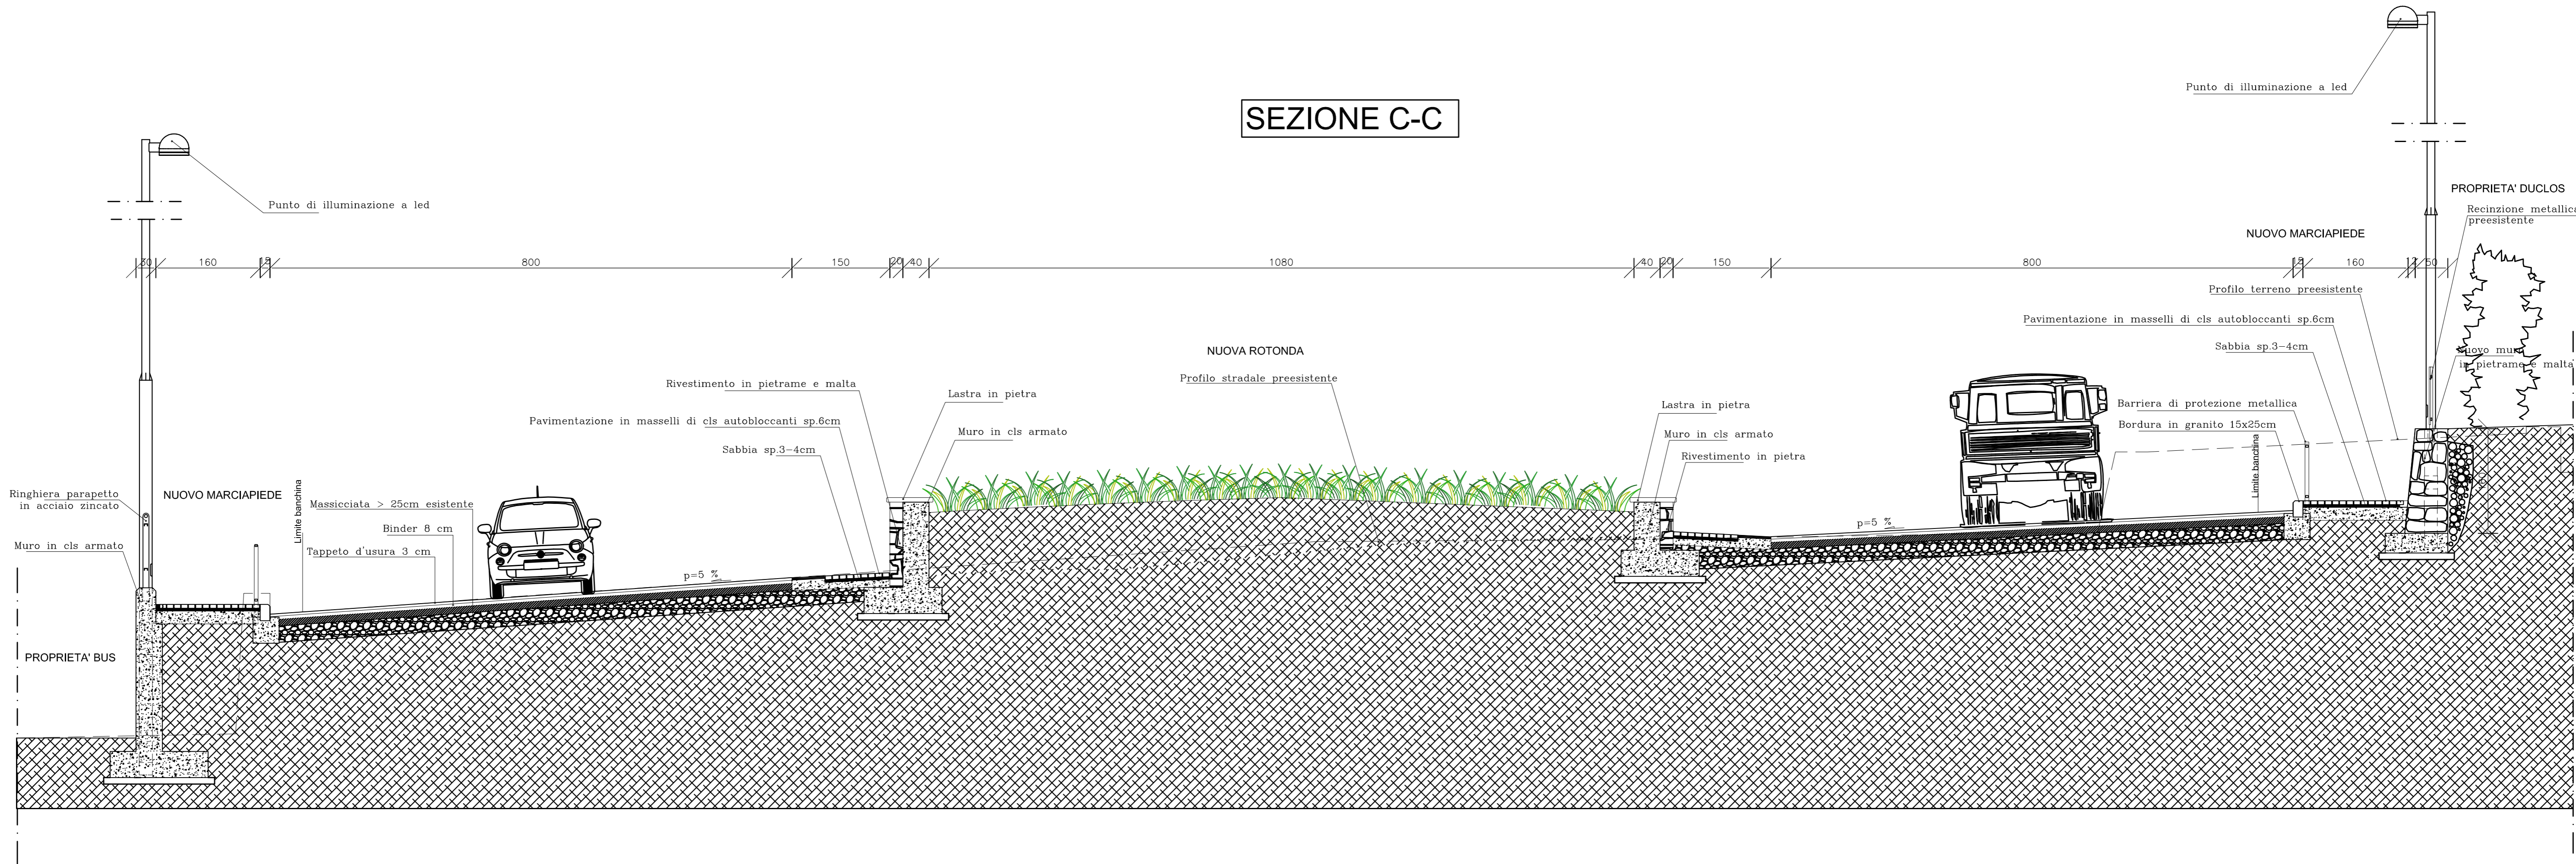 SEZIONE C-C
Punto di illuminazione a led
Punto di illuminazione a led
PROPRIETA' DUCLOS
Recinzione metallica
preesistente
NUOVO MARCIAPIEDE
30 160 15 800 150 20 40 1080 40 20 150 800 15 160 12 50
Profilo terreno preesistente
Pavimentazione in masselli di cls autobloccanti sp.6cm
Sabbia sp.3-4cm
Nuovo muro
in pietrame e malta
NUOVA ROTONDA
Profilo stradale preesistente
Rivestimento in pietrame e malta
Lastra in pietra
Pavimentazione in masselli di cls autobloccanti sp.6cm
Muro in cls armato
Sabbia sp.3-4cm
Lastra in pietra
Muro in cls armato
Rivestimento in pietra
Barriera di protezione metallica
Bordura in granito 15x25cm
Limite banchina
p=5 %
Ringhiera parapetto
in acciaio zincato
NUOVO MARCIAPIEDE
Limite banchina
Massicciata > 25cm esistente
Binder 8 cm
Tappeto d'usura 3 cm
Muro in cls armato
p=5 %
PROPRIETA' BUS